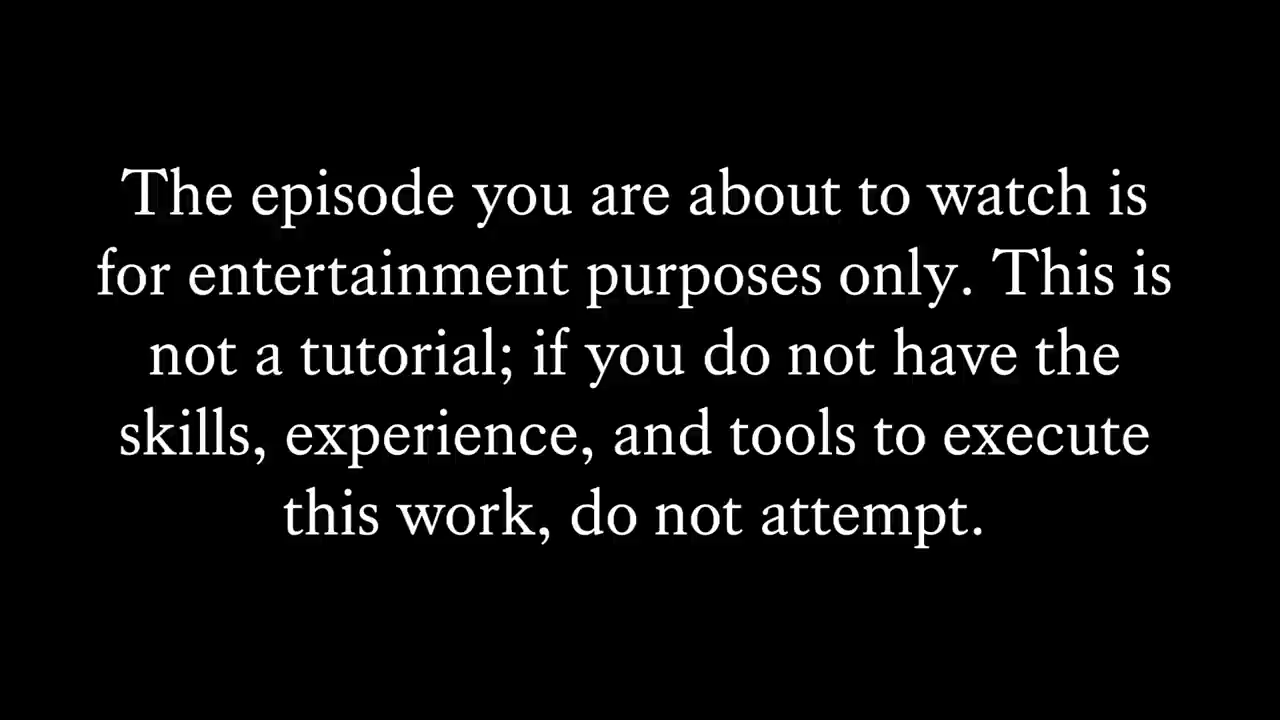 The episode you are about to watch is
for entertainment purposes only. This is
not a tutorial; if you do not have the
skills, experience, and tools to execute
this work, do not attempt.